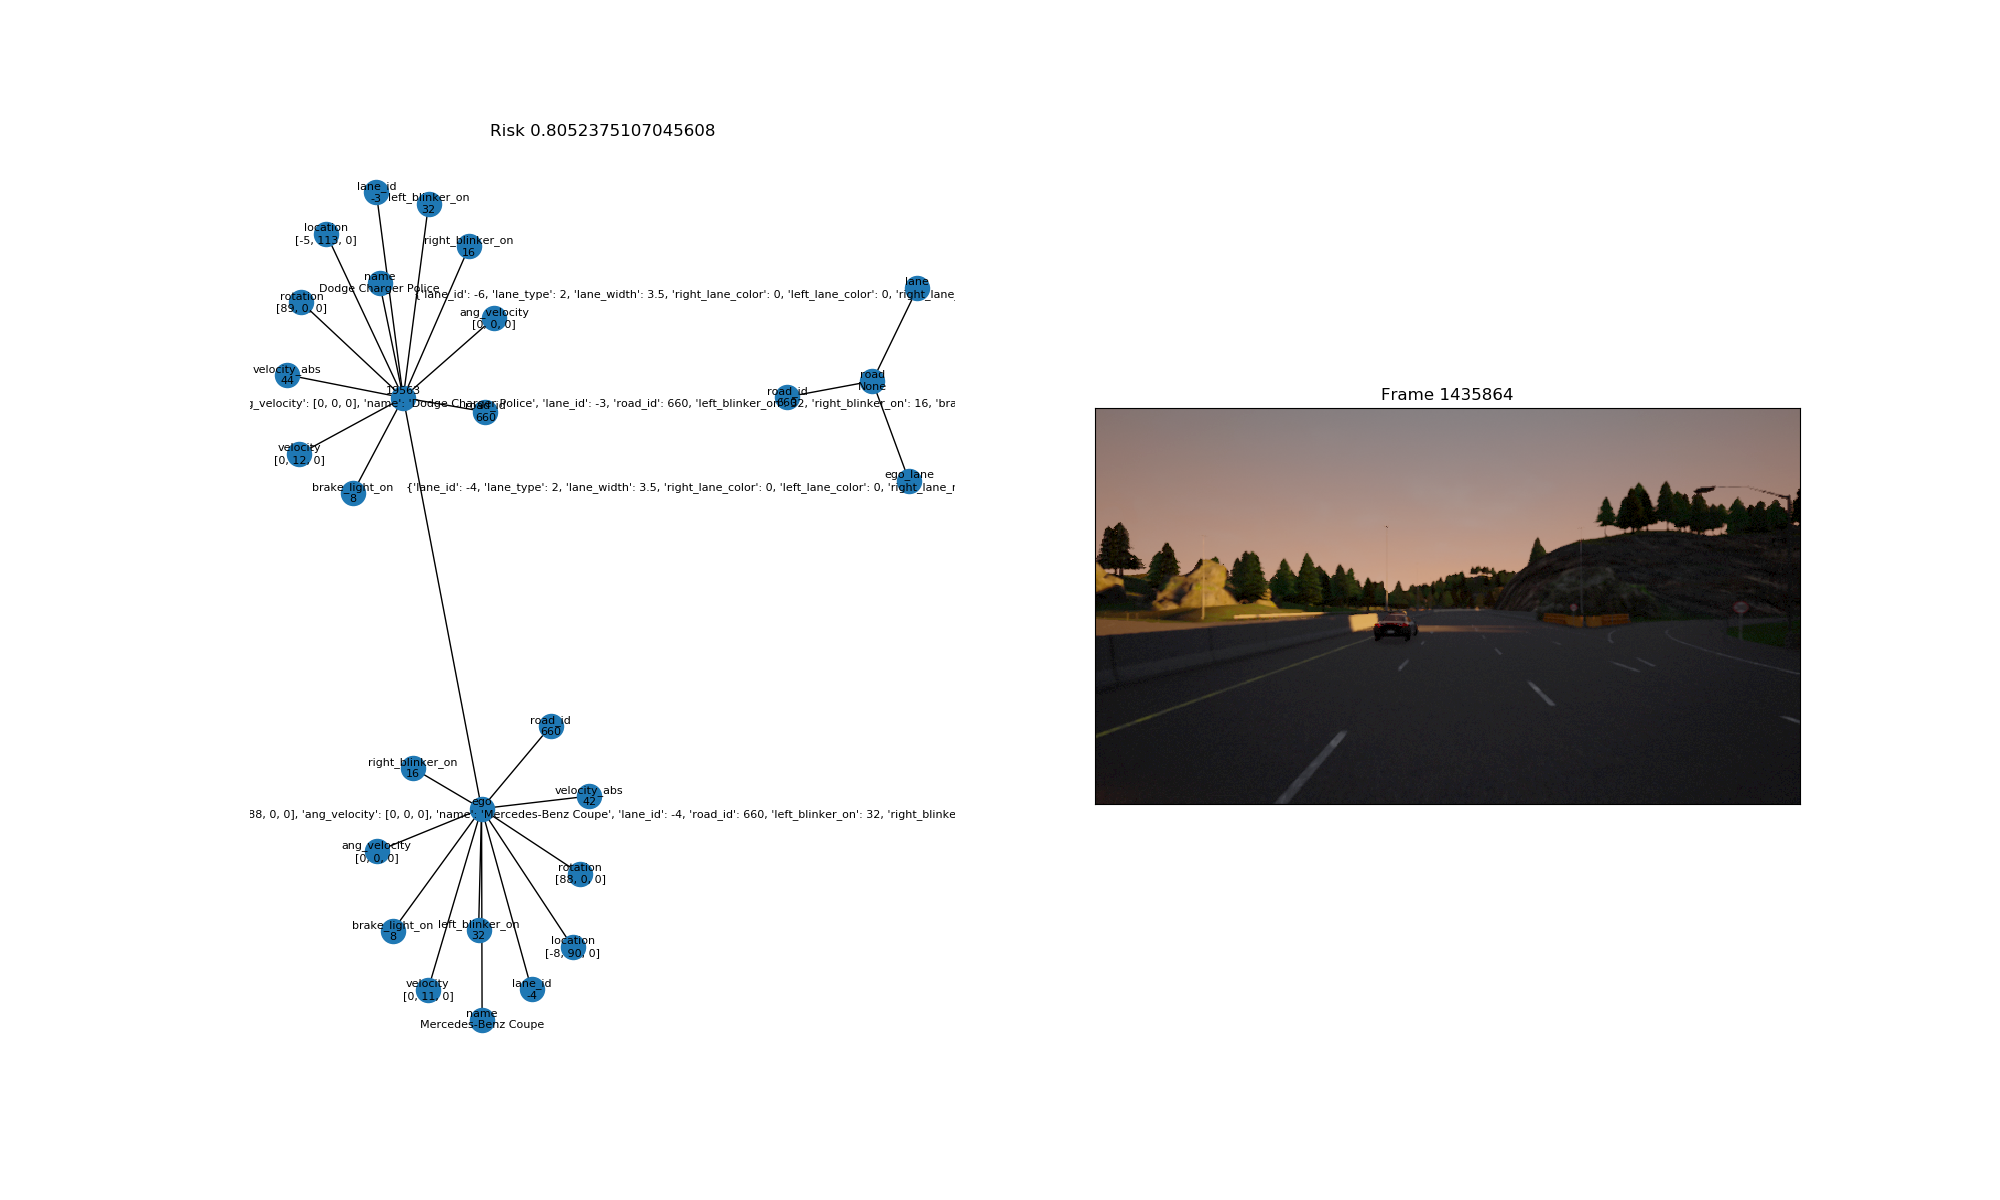 Risk 0.8052375107045608
lane_id
-3
left_blinker_on
32
location
[-5, 113, 0]
right_blinker_on
16
name
Dodge Charger Police
lane
{'lane_id': -6, 'lane_type': 2, 'lane_width': 3.5, 'right_lane_color': 0, 'left_lane_color': 0, 'right_lane_
rotation
[89, 0, 0]
ang_velocity
[0, 0, 0]
velocity_abs
44
road
None
19563
g_velocity': [0, 0, 0], 'name': 'Dodge Charger Police', 'lane_id': -3, 'road_id': 660, 'left_blinker_on': 32, 'right_blinker_on': 16, 'bra
road_id
660
road_id
660
velocity
[0, 12, 0]
brake_light_on
8
ego_lane
{'lane_id': -4, 'lane_type': 2, 'lane_width': 3.5, 'right_lane_color': 0, 'left_lane_color': 0, 'right_lane_r
Frame 1435864
road_id
660
right_blinker_on
16
velocity_abs
42
ego
38, 0, 0], 'ang_velocity': [0, 0, 0], 'name': 'Mercedes-Benz Coupe', 'lane_id': -4, 'road_id': 660, 'left_blinker_on': 32, 'right_blinke
ang_velocity
[0, 0, 0]
rotation
[88, 0, 0]
brake_light_on
8
left_blinker_on
32
location
[-8, 90, 0]
velocity
[0, 11, 0]
lane_id
-4
name
Mercedes-Benz Coupe